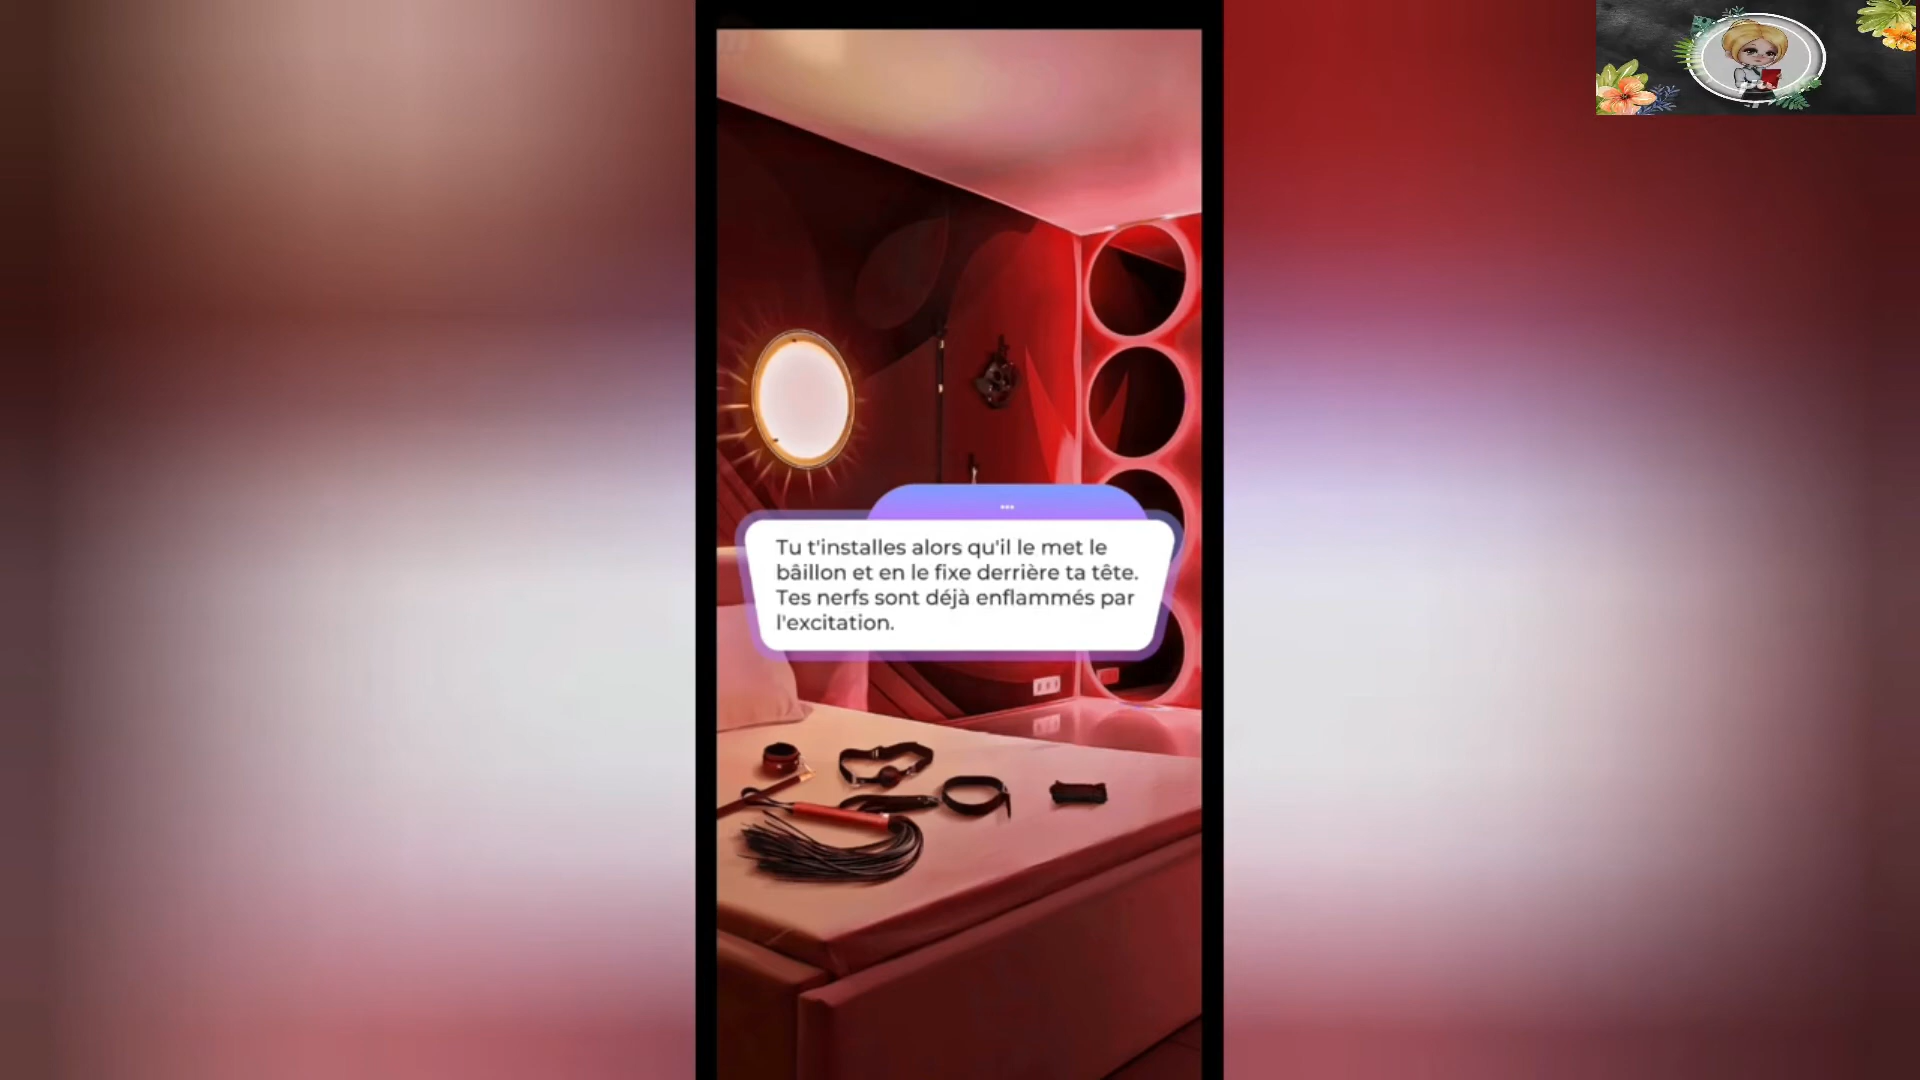 ...
Tu t'installes alors qu'il le met le
bâillon et en le fixe derrière ta tête.
Tes nerfs sont déjà enflammés par
l'excitation.